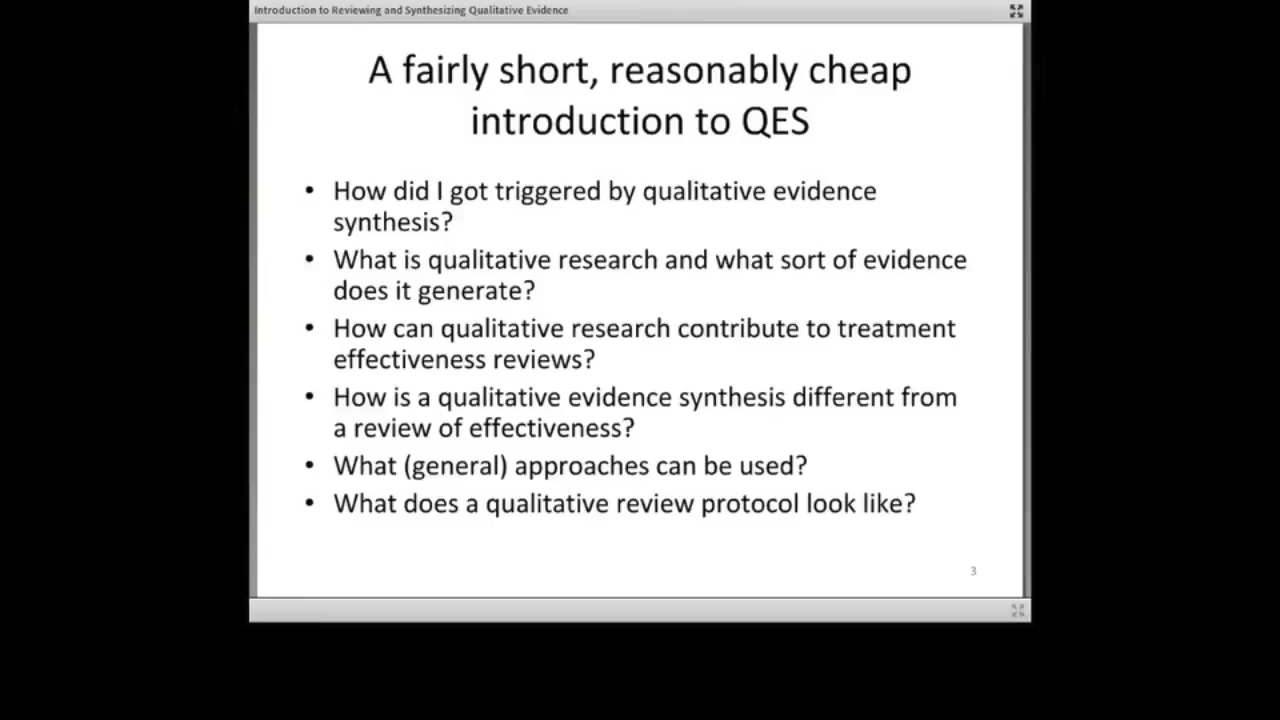 Introduction to Reviewing and Synthesizing Qualitative Evidence
A fairly short, reasonably cheap
introduction to QES
• How did I got triggered by qualitative evidence
synthesis?
• What is qualitative research and what sort of evidence
does it generate?
• How can qualitative research contribute to treatment
effectiveness reviews?
• How is a qualitative evidence synthesis different from
a review of effectiveness?
• What (general) approaches can be used?
• What does a qualitative review protocol look like?
3